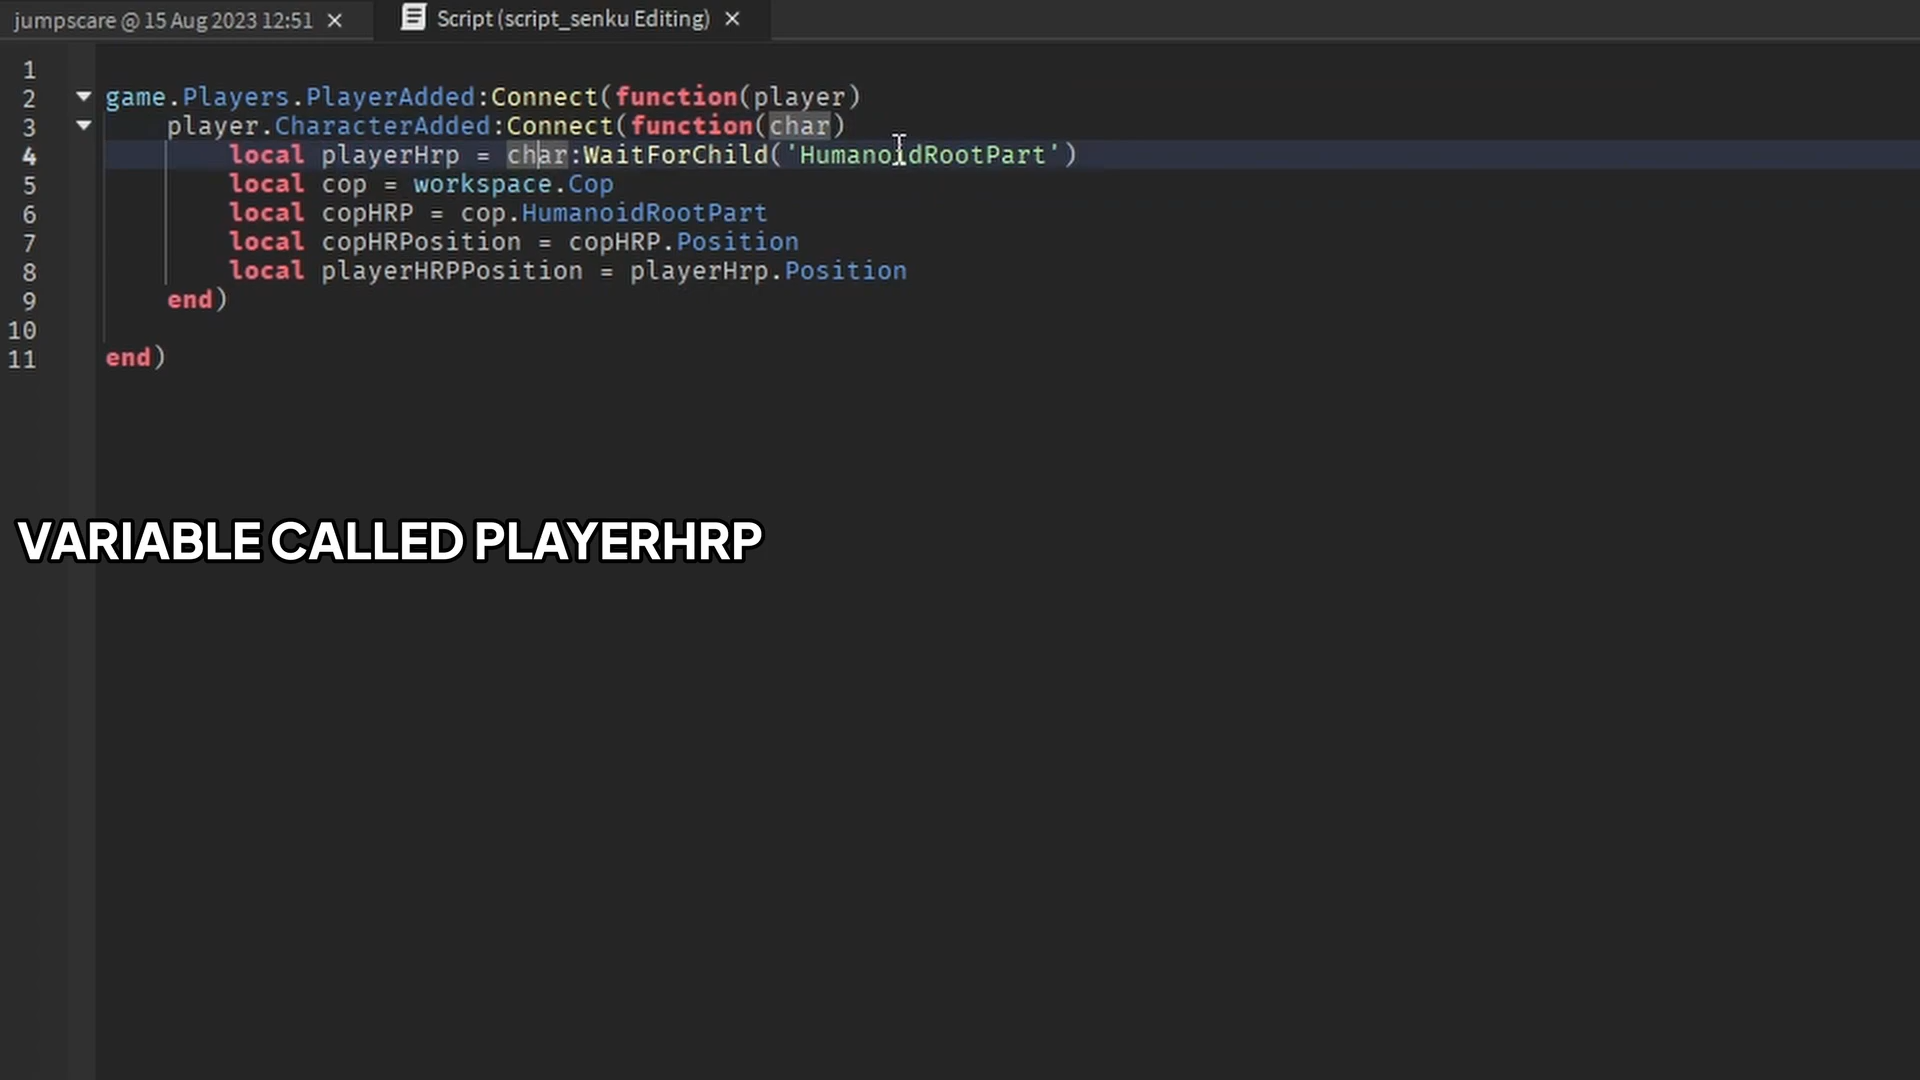 jumpscare @ 15 Aug 2023 12:51 Script (script_senku Editing)
1
2 game.Players.PlayerAdded:Connect(function(player)
3 player.CharacterAdded:Connect(function(char)
4 local playerHrp = char:WaitForChild('HumanoidRootPart')
5 local cop = workspace.Cop
6 local copHRP = cop.HumanoidRootPart
7 local copHRPosition = copHRP.Position
8 local playerHRPPosition = playerHrp.Position
9 end)
10
11 end)
VARIABLE CALLED PLAYERHRP